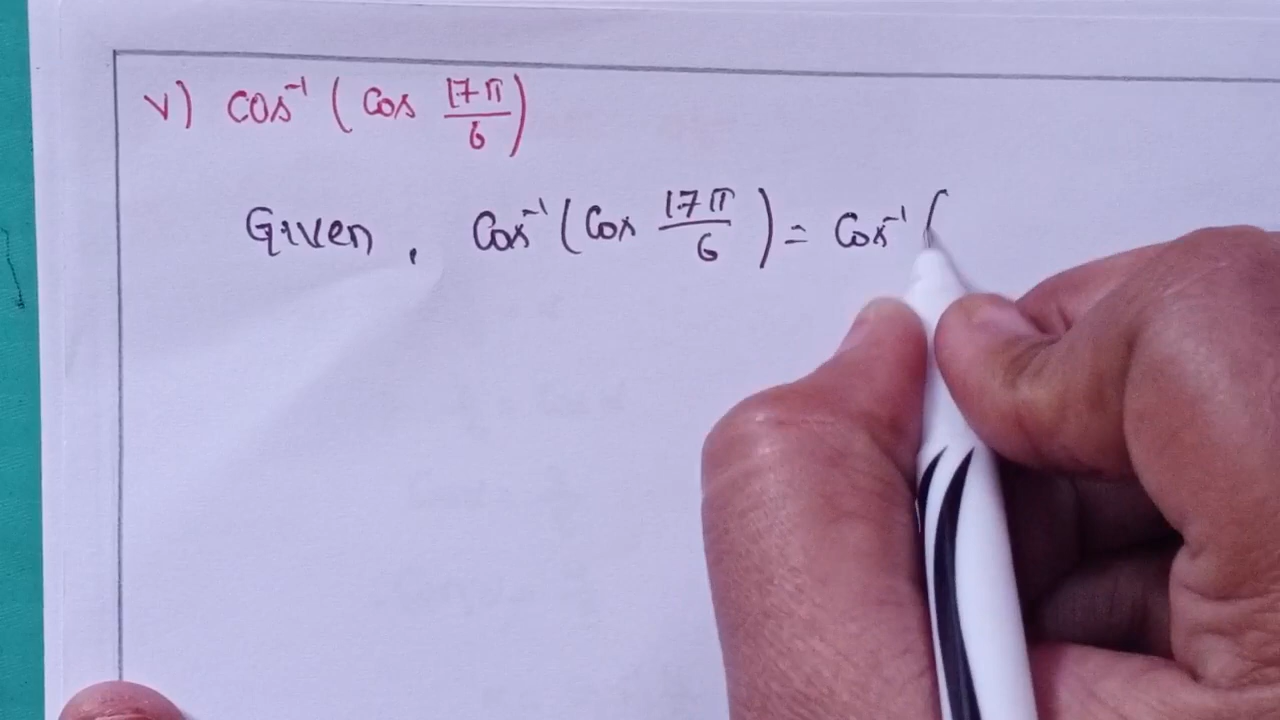 v) cos⁻¹ ( cos 17π/6 )
Given, cos⁻¹ ( cos 17π/6 ) = cos⁻¹ (